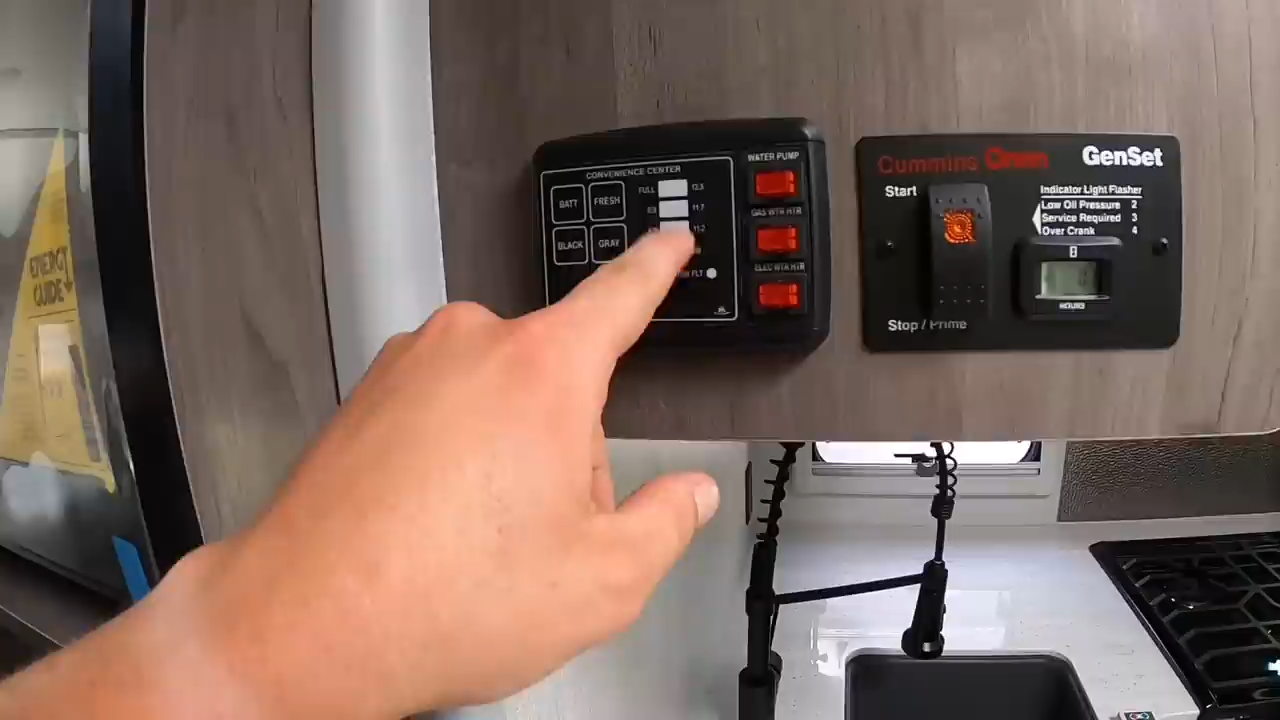 ENERGY
GUIDE
CONVENIENCE CENTER
BATT
FRESH
BLACK
GRAY
FULL
12.5
2/3
11.7
11.2
FLT
WATER PUMP
GAS WTR HTR
ELEC WTR HTR
Cummins Onan
GenSet
Start
Indicator Light Flasher
Low Oil Pressure 2
Service Required 3
Over Crank 4
HOURS
Stop / Prime